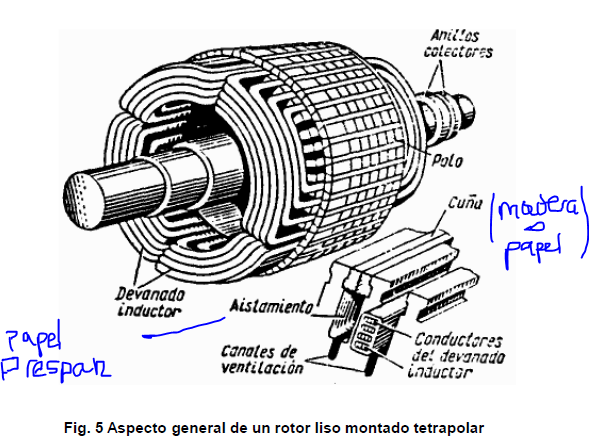 Anillos
colectores
Polo
Cuña
(madera
o
papel)
Devanado
inductor
Aislamiento
Papel
Prespan
Canales de
ventilación
Conductores
del devanado
inductor
Fig. 5 Aspecto general de un rotor liso montado tetrapolar